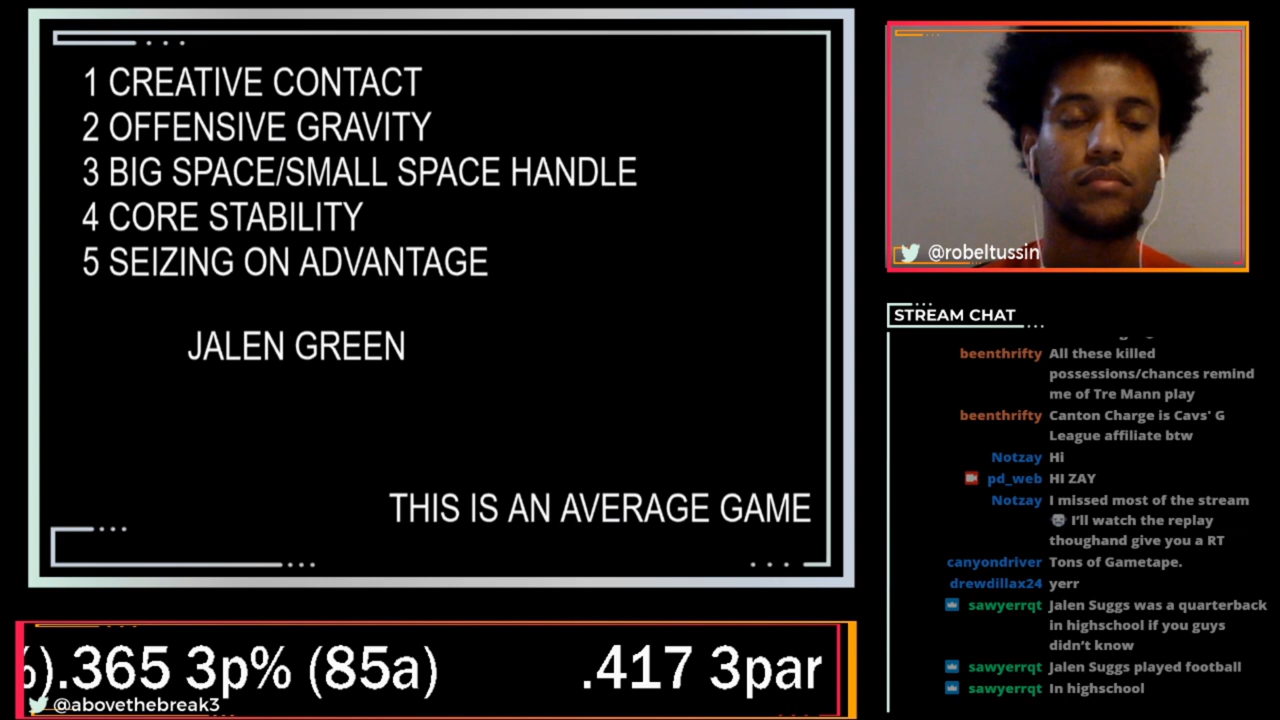 1 CREATIVE CONTACT
2 OFFENSIVE GRAVITY
3 BIG SPACE/SMALL SPACE HANDLE
4 CORE STABILITY
5 SEIZING ON ADVANTAGE
JALEN GREEN
THIS IS AN AVERAGE GAME
).365 3p% (85a) .417 3par
@abovethebreak3
@robeltussin
STREAM CHAT
beenthrifty All these killed
possessions/chances remind
me of Tre Mann play
beenthrifty Canton Charge is Cavs' G
League affiliate btw
Notzay Hi
pd_web HI ZAY
Notzay I missed most of the stream
I'll watch the replay
thoughand give you a RT
canyondriver Tons of Gametape.
drewdillax24 yerr
sawyerrqt Jalen Suggs was a quarterback
in highschool if you guys
didn't know
sawyerrqt Jalen Suggs played football
sawyerrqt In highschool